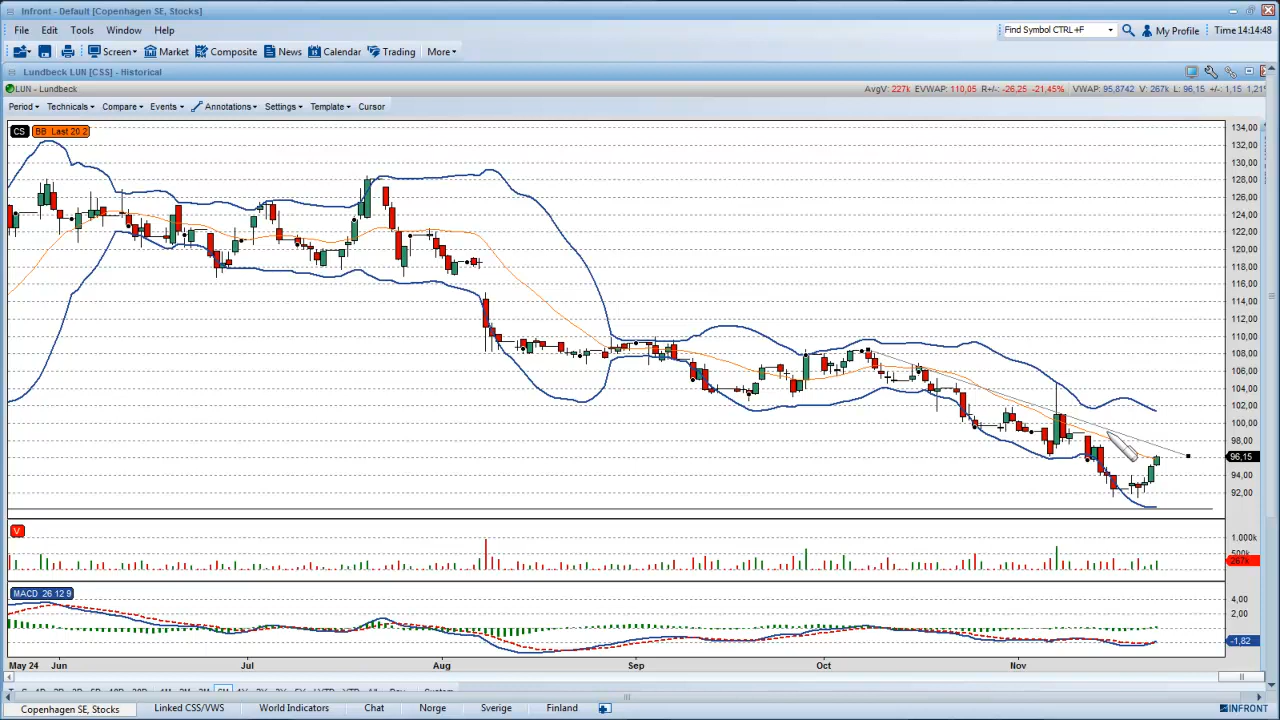 Infront - Default [Copenhagen SE, Stocks]
File Edit Tools Window Help
Find Symbol CTRL+F My Profile Time 14:14:48
Screen Market Composite News Calendar Trading More
Lundbeck LUN [CSS] - Historical
LUN - Lundbeck AvgV: 227k EVWAP: 110,05 R+/-: -26,25 -21,45% VWAP: 95,8742 V: 267k L: 96,15 +/-: 1,15 1,21
Period Technicals Compare Events Annotations Settings Template Cursor
CS BB Last 20.2
134,00
132,00
130,00
128,00
126,00
124,00
122,00
120,00
118,00
116,00
114,00
112,00
110,00
108,00
106,00
104,00
102,00
100,00
98,00
96,15
94,00
92,00
V
1.000k
500k
267k
MACD 26 12 9
4,00
2,00
-1,82
May 24 Jun Jul Aug Sep Oct Nov
Copenhagen SE, Stocks Linked CSS/VWS World Indicators Chat Norge Sverige Finland INFRONT